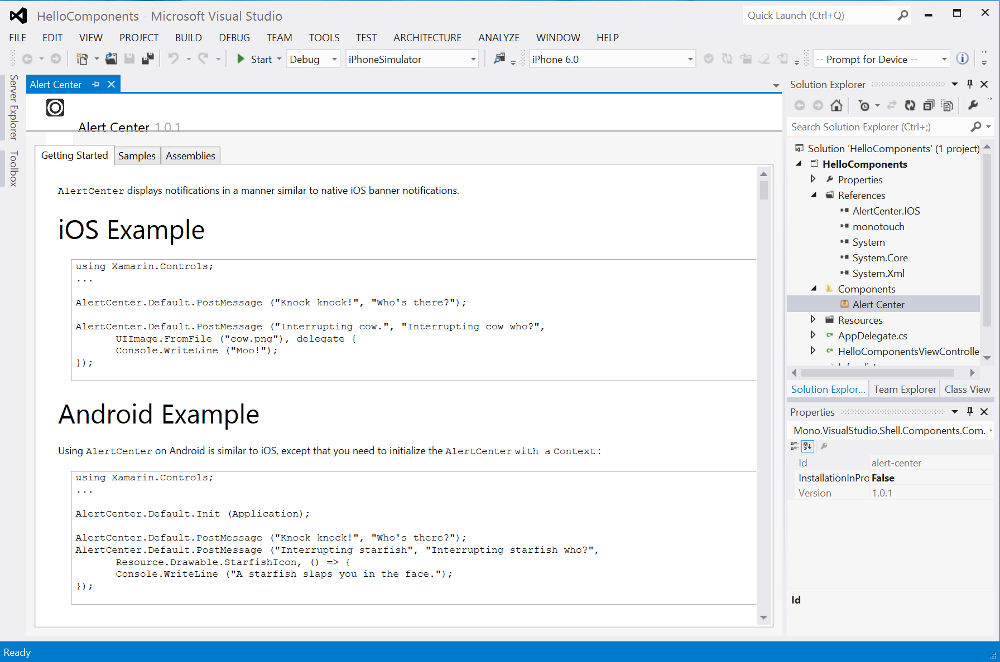 HelloComponents - Microsoft Visual Studio
Quick Launch (Ctrl+Q)
FILE EDIT VIEW PROJECT BUILD DEBUG TEAM TOOLS TEST ARCHITECTURE ANALYZE WINDOW HELP
Start Debug iPhoneSimulator iPhone 6.0 -- Prompt for Device --
Server Explorer
Toolbox
Alert Center
Alert Center 1.0.1
Getting Started Samples Assemblies
AlertCenter displays notifications in a manner similar to native iOS banner notifications.
iOS Example
using Xamarin.Controls;
...
AlertCenter.Default.PostMessage ("Knock knock!", "Who's there?");
AlertCenter.Default.PostMessage ("Interrupting cow.", "Interrupting cow who?",
UIImage.FromFile ("cow.png"), delegate {
Console.WriteLine ("Moo!");
});
Android Example
Using AlertCenter on Android is similar to iOS, except that you need to initialize the AlertCenter with a Context :
using Xamarin.Controls;
...
AlertCenter.Default.Init (Application);
AlertCenter.Default.PostMessage ("Knock knock!", "Who's there?");
AlertCenter.Default.PostMessage ("Interrupting starfish", "Interrupting starfish who?",
Resource.Drawable.StarfishIcon, () => {
Console.WriteLine ("A starfish slaps you in the face.");
});
Solution Explorer
Search Solution Explorer (Ctrl+;)
Solution 'HelloComponents' (1 project)
HelloComponents
Properties
References
AlertCenter.IOS
monotouch
System
System.Core
System.Xml
Components
Alert Center
Resources
AppDelegate.cs
HelloComponentsViewControlle
Solution Explor... Team Explorer Class View
Properties
Mono.VisualStudio.Shell.Components.Com.
Id alert-center
InstallationInPro False
Version 1.0.1
Id
Ready